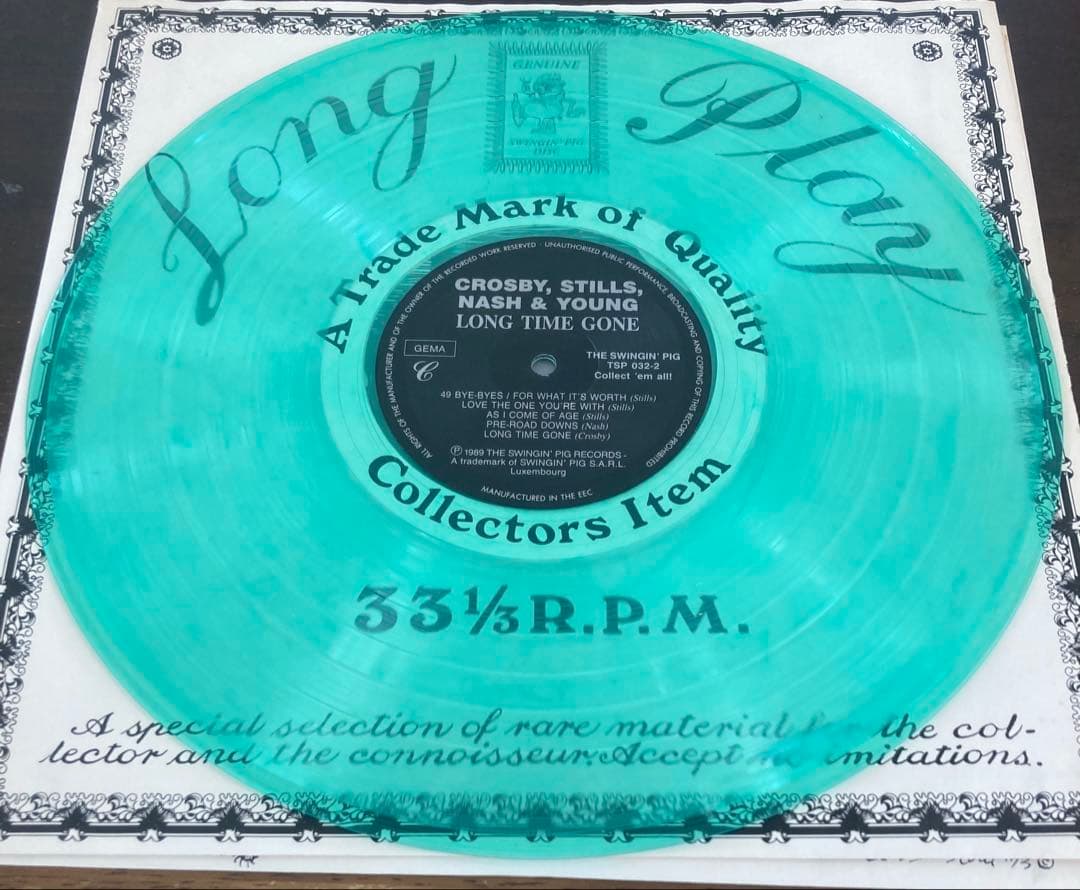 Long Play
GENUINE
SWINGIN' PIG
DISC
A Trade Mark of Quality
ALL RIGHTS OF THE MANUFACTURER AND OF THE OWNER OF THE RECORDED WORK RESERVED · UNAUTHORISED PUBLIC PERFORMANCE BROADCASTING AND COPYING OF THIS RECORD PROHIBITED
CROSBY, STILLS,
NASH & YOUNG
LONG TIME GONE
GEMA
THE SWINGIN' PIG
TSP 032-2
Collect 'em all!
49 BYE-BYES / FOR WHAT IT'S WORTH (Stills)
LOVE THE ONE YOU'RE WITH (Stills)
AS I COME OF AGE (Stills)
PRE-ROAD DOWNS (Nash)
LONG TIME GONE (Crosby)
℗ 1989 THE SWINGIN' PIG RECORDS -
A trademark of SWINGIN' PIG S.A.R.L.
Luxembourg
MANUFACTURED IN THE EEC
Collectors Item
33⅓ R.P.M.
A special selection of rare material the col-
lector and the connoisseur. Accept imitations.